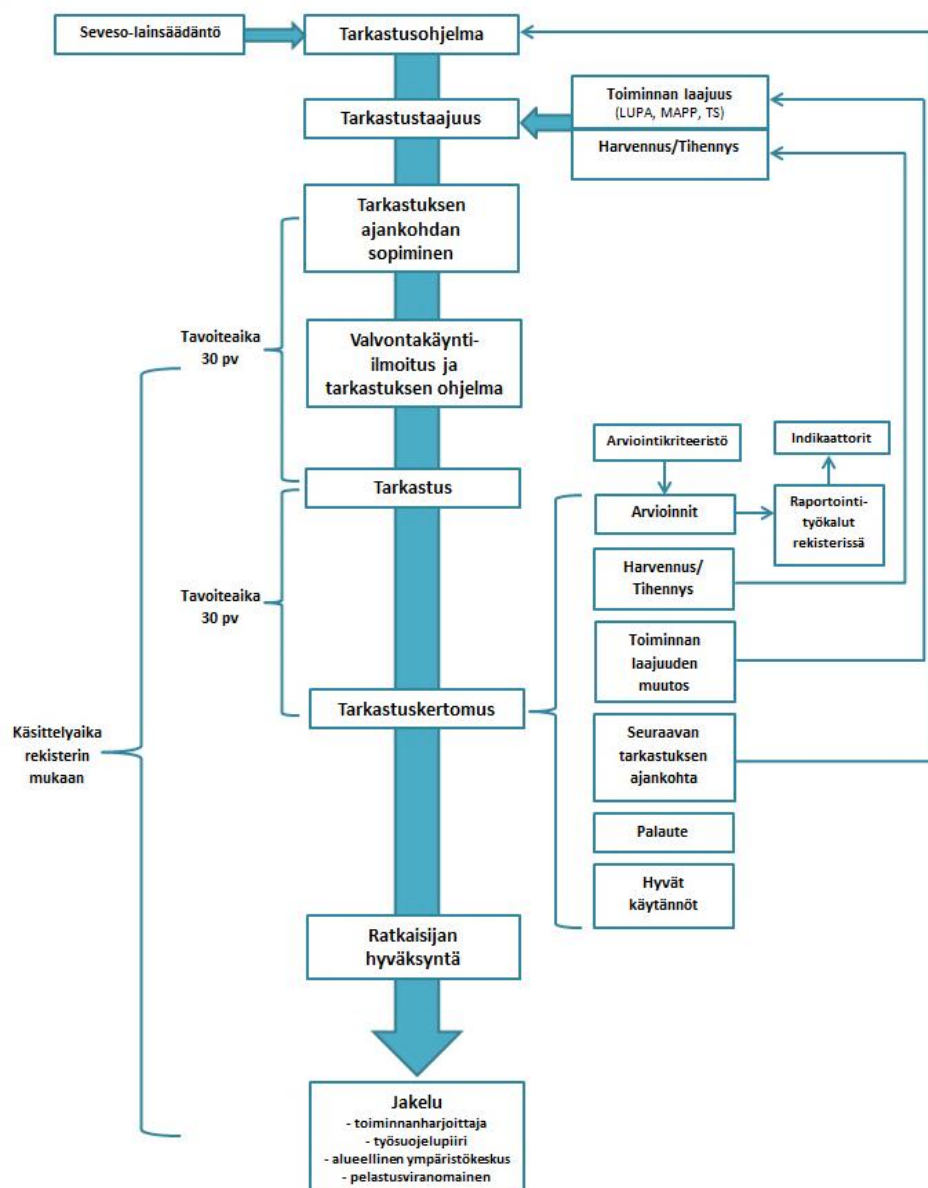 Seveso-lainsäädäntö
Tarkastusohjelma
Tarkastustaajuus
Toiminnan laajuus
(LUPA, MAPP, TS)
Harvennus/Tihennys
Tarkastuksen
ajankohdan
sopiminen
Tavoiteaika
30 pv
Valvontakäynti-
ilmoitus ja
tarkastuksen ohjelma
Tarkastus
Arviointikriteeristö
Indikaattorit
Arvioinnit
Raportointi-
työkalut
rekisterissä
Harvennus/
Tihennys
Tavoiteaika
30 pv
Toiminnan
laajuuden
muutos
Tarkastuskertomus
Käsittelyaika
rekisterin
mukaan
Seuraavan
tarkastuksen
ajankohta
Palaute
Hyvät
käytännöt
Ratkaisijan
hyväksyntä
Jakelu
- toiminnanharjoittaja
- työsuojelupiiri
- alueellinen ympäristökeskus
- pelastusviranomainen